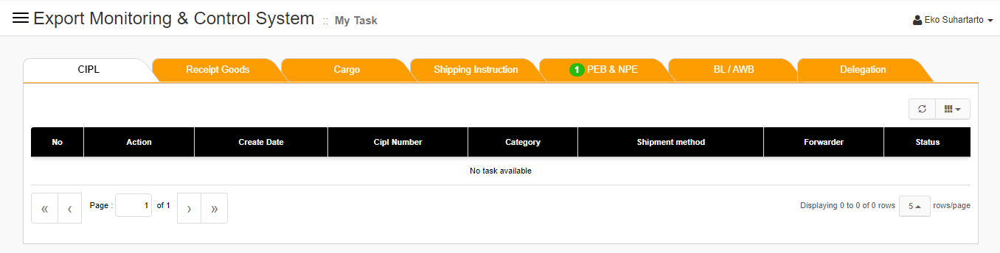 Export Monitoring & Control System :: My Task
Eko Suhartarto
CIPL Receipt Goods Cargo Shipping Instruction 1 PEB & NPE BL / AWB Delegation
No Action Create Date Cipl Number Category Shipment method Forwarder Status
No task available
« ‹ Page : 1 of 1 › » Displaying 0 to 0 of 0 rows 5 rows/page